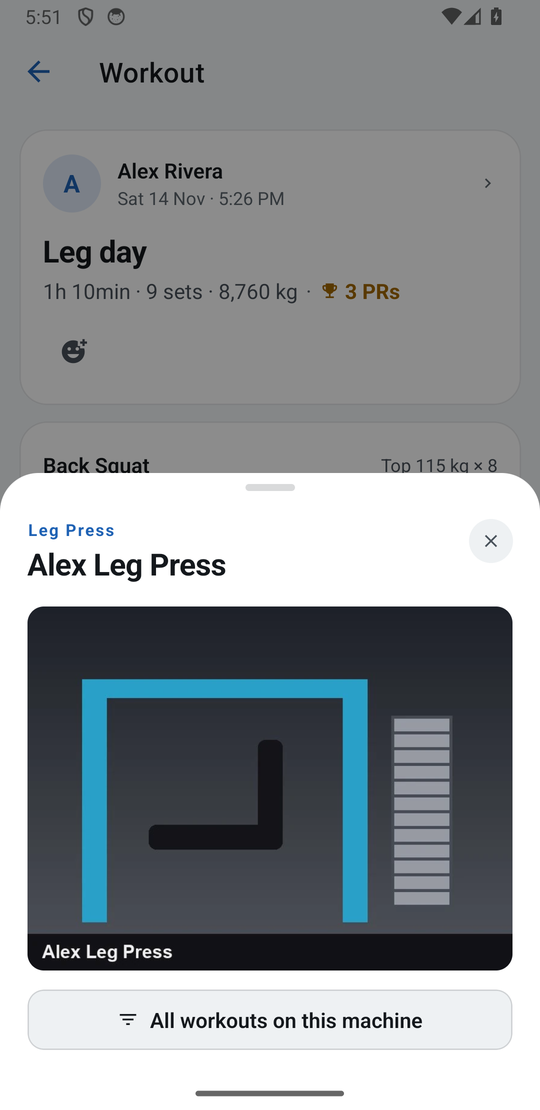 5:51
Workout
A
Alex Rivera
Sat 14 Nov · 5:26 PM
Leg day
1h 10min · 9 sets · 8,760 kg · 3 PRs
Back Squat
Top 115 kg × 8
Leg Press
Alex Leg Press
Alex Leg Press
All workouts on this machine